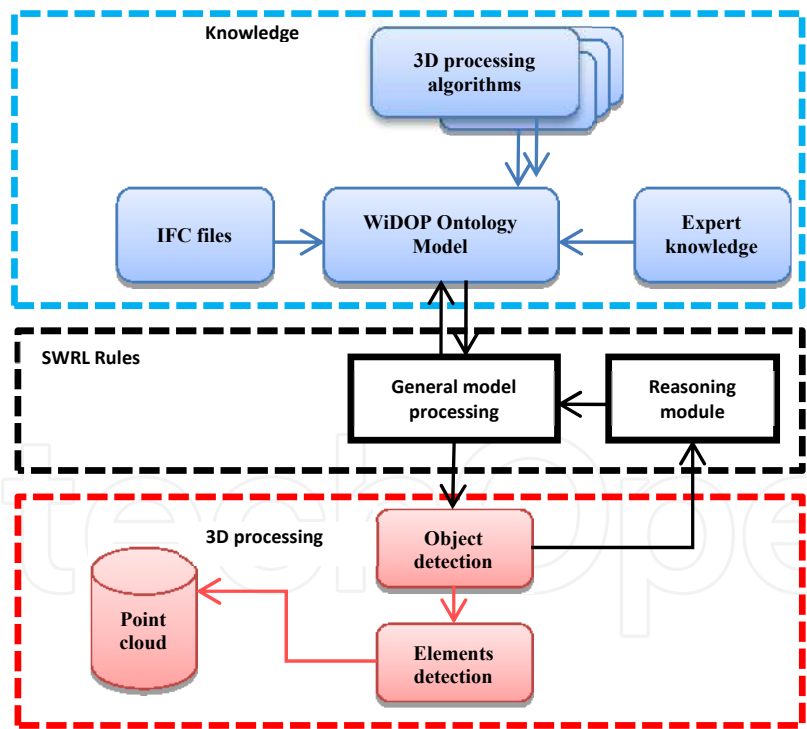 Knowledge
3D processing
algorithms
IFC files
WiDOP Ontology
Model
Expert
knowledge
SWRL Rules
General model
processing
Reasoning
module
3D processing
Object
detection
Point
cloud
Elements
detection
techOpe